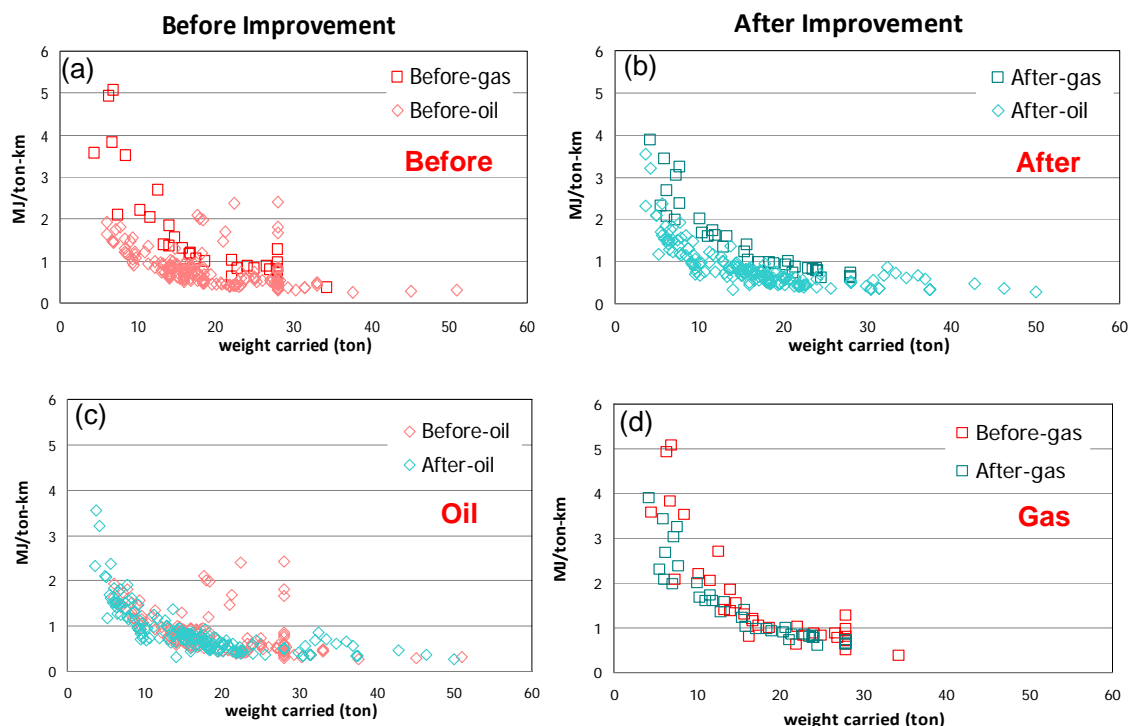 Before Improvement
After Improvement
(a)
6
5
4
3
2
1
0
MJ/ton-km
Before-gas
Before-oil
Before
0 10 20 30 40 50 60
weight carried (ton)
(b)
6
5
4
3
2
1
0
MJ/ton-km
After-gas
After-oil
After
0 10 20 30 40 50 60
weight carried (ton)
(c)
6
5
4
3
2
1
0
MJ/ton-km
Before-oil
After-oil
Oil
0 10 20 30 40 50 60
weight carried (ton)
(d)
6
5
4
3
2
1
0
MJ/ton-km
Before-gas
After-gas
Gas
0 10 20 30 40 50 60
weight carried (ton)